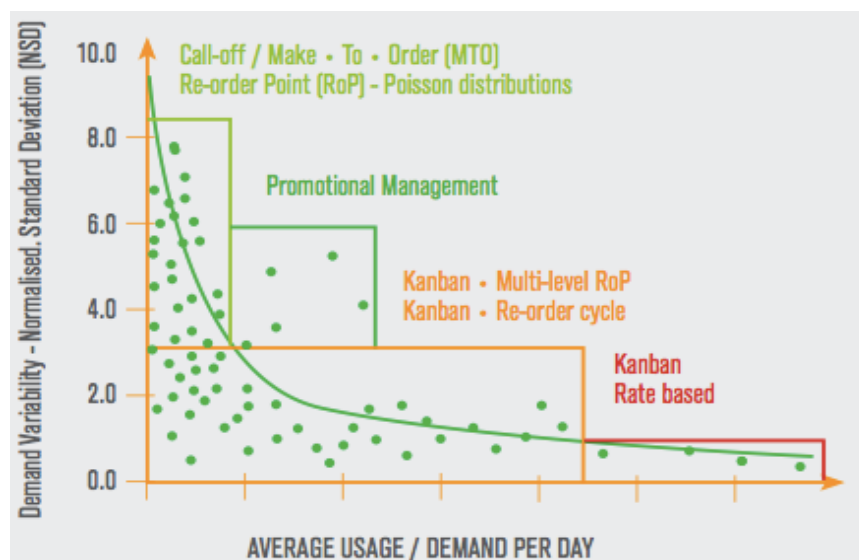 Demand Variability - Normalised. Standard Deviation (NSD)
10.0
8.0
6.0
4.0
2.0
0.0
Call-off / Make • To • Order (MTO)
Re-order Point (RoP) - Poisson distributions
Promotional Management
Kanban • Multi-level RoP
Kanban • Re-order cycle
Kanban
Rate based
AVERAGE USAGE / DEMAND PER DAY